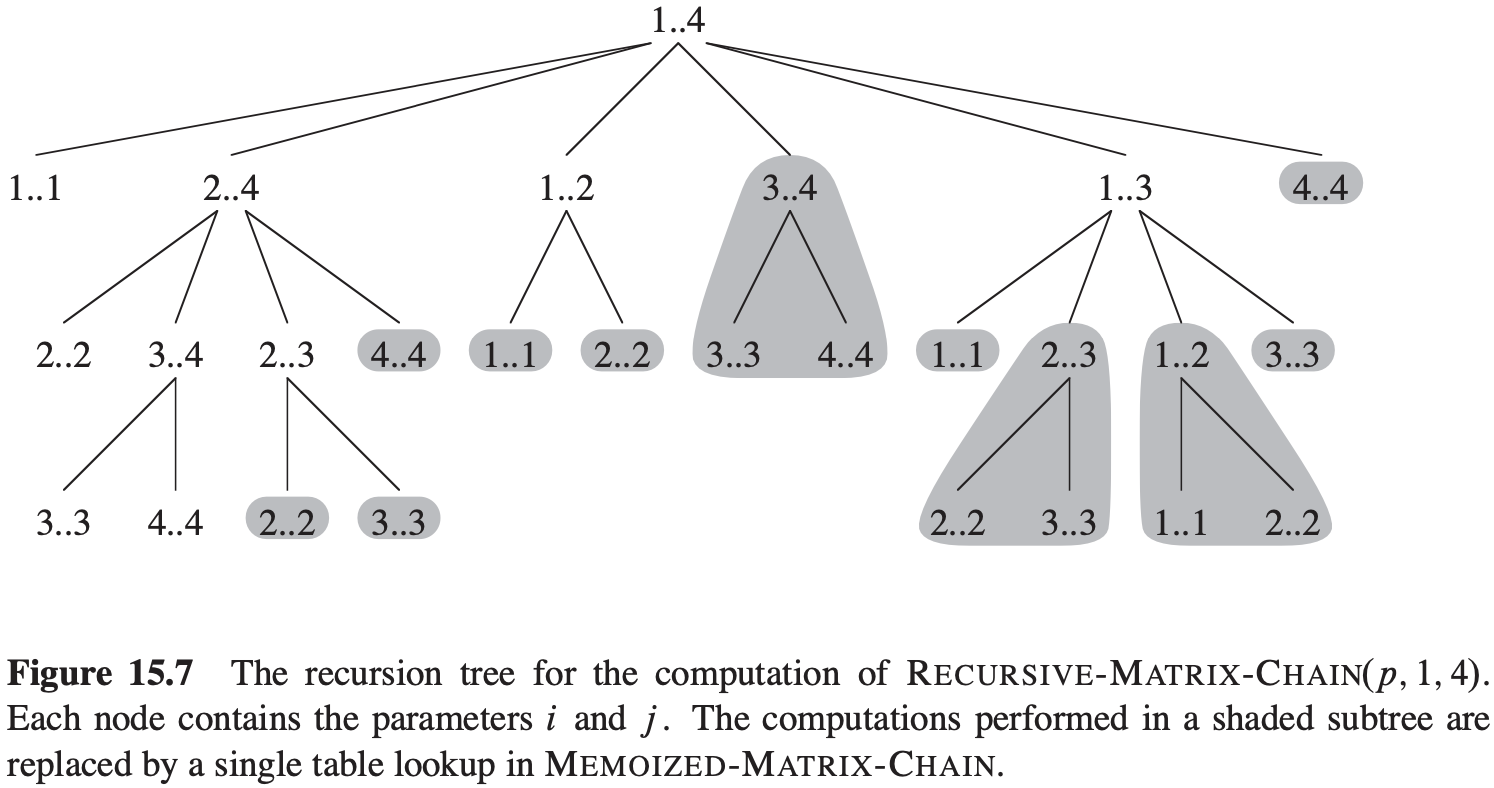 1..4
1..1 2..4 1..2 3..4 1..3 4..4
2..2 3..4 2..3 4..4 1..1 2..2 3..3 4..4 1..1 2..3 1..2 3..3
3..3 4..4 2..2 3..3 2..2 3..3 1..1 2..2
Figure 15.7 The recursion tree for the computation of RECURSIVE-MATRIX-CHAIN(p, 1, 4).
Each node contains the parameters i and j. The computations performed in a shaded subtree are
replaced by a single table lookup in MEMOIZED-MATRIX-CHAIN.